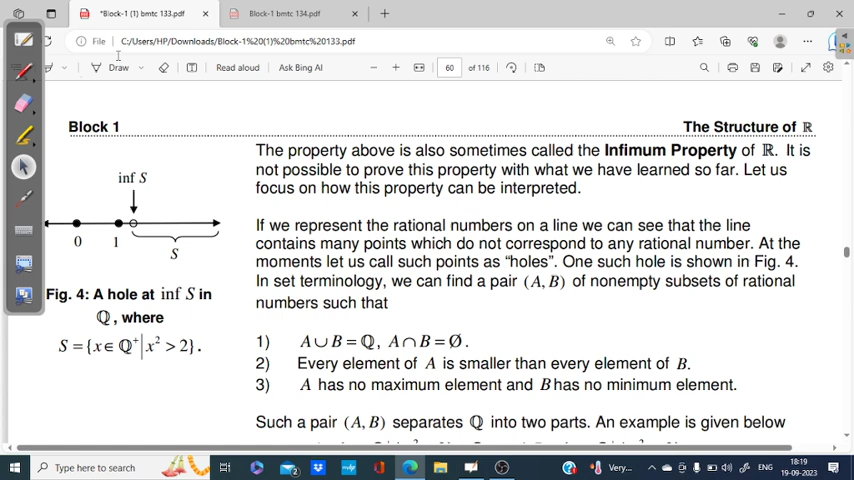 *Block-1 (1) bmtc 133.pdf
Block-1 bmtc 134.pdf
File C:/Users/HP/Downloads/Block-1%20(1)%20bmtc%20133.pdf
Draw Read aloud Ask Bing AI 60 of 116
Block 1 The Structure of ℝ
inf S
0 1 S
Fig. 4: A hole at inf S in
ℚ, where
S = {x ∈ ℚ⁺ | x² > 2}.
The property above is also sometimes called the Infimum Property of ℝ. It is
not possible to prove this property with what we have learned so far. Let us
focus on how this property can be interpreted.
If we represent the rational numbers on a line we can see that the line
contains many points which do not correspond to any rational number. At the
moments let us call such points as “holes”. One such hole is shown in Fig. 4.
In set terminology, we can find a pair (A, B) of nonempty subsets of rational
numbers such that
1) A ∪ B = ℚ, A ∩ B = Ø.
2) Every element of A is smaller than every element of B.
3) A has no maximum element and B has no minimum element.
Such a pair (A, B) separates ℚ into two parts. An example is given below
Type here to search
Very...
ENG
18:19
19-09-2023